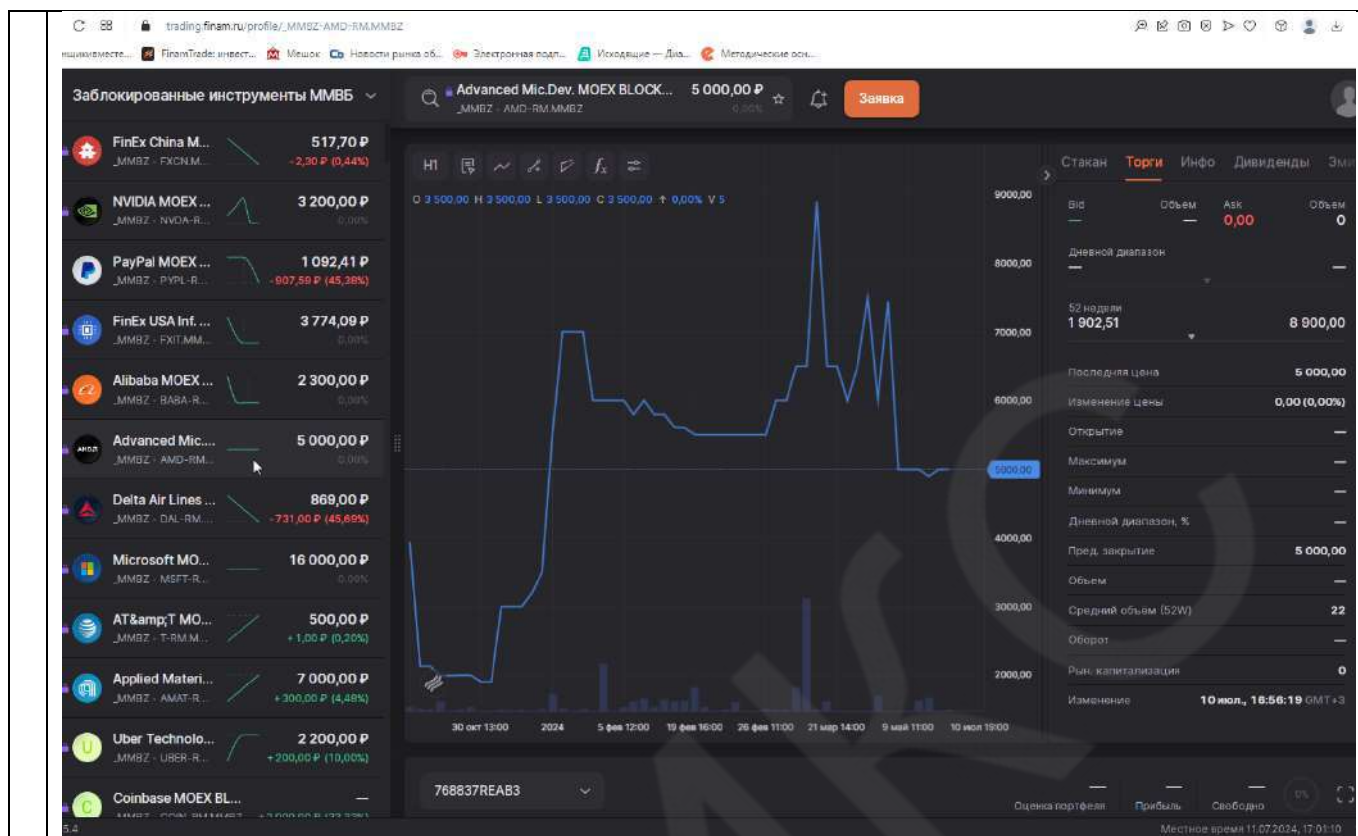 trading.finam.ru/profile/_MMBZ-AMD-RM.MMBZ
FinamTrade: инвест...
Мешок
Новости рынка об...
Электронная подп...
Исходящие — Диа...
Методические осн...
Заблокированные инструменты ММВБ
Advanced Mic.Dev. MOEX BLOCK...
5 000,00 ₽
_MMBZ - AMD-RM.MMBZ
0,00%
Заявка
FinEx China M...
517,70 ₽
_MMBZ - FXCN.M...
-2,30 ₽ (0,44%)
NVIDIA MOEX ...
3 200,00 ₽
_MMBZ - NVDA-R...
0,00%
PayPal MOEX ...
1 092,41 ₽
_MMBZ - PYPL-R...
-907,59 ₽ (45,38%)
FinEx USA Inf. ...
3 774,09 ₽
_MMBZ - FXIT.MM...
0,00%
Alibaba MOEX ...
2 300,00 ₽
_MMBZ - BABA-R...
0,00%
Advanced Mic....
5 000,00 ₽
_MMBZ - AMD-RM...
0,00%
Delta Air Lines ...
869,00 ₽
_MMBZ - DAL-RM...
-731,00 ₽ (45,69%)
Microsoft MO...
16 000,00 ₽
_MMBZ - MSFT-R...
0,00%
AT&amp;T MO...
500,00 ₽
_MMBZ - T-RM.M...
+1,00 ₽ (0,20%)
Applied Materi...
7 000,00 ₽
_MMBZ - AMAT-R...
+300,00 ₽ (4,48%)
Uber Technolo...
2 200,00 ₽
_MMBZ - UBER-R...
+200,00 ₽ (10,00%)
Coinbase MOEX BL...
—
H1
O 3 500,00 H 3 500,00 L 3 500,00 C 3 500,00 ↑ 0,00% V 5
9000,00
8000,00
7000,00
6000,00
5000,00
4000,00
3000,00
2000,00
30 окт 13:00
2024
5 фев 12:00
19 фев 16:00
26 фев 11:00
21 мар 14:00
9 май 11:00
10 июл 19:00
768837REAB3
Стакан
Торги
Инфо
Дивиденды
Bid
Объем
Ask
Объем
—
—
0,00
0
Дневной диапазон
—
—
52 недели
1 902,51
8 900,00
Последняя цена
5 000,00
Изменение цены
0,00 (0,00%)
Открытие
—
Максимум
—
Минимум
—
Дневной диапазон, %
—
Пред. закрытие
5 000,00
Объем
—
Средний объём (52W)
22
Оборот
—
Рын. капитализация
0
Изменение
10 июл., 16:56:19 GMT+3
—
—
—
0%
Оценка портфеля
Прибыль
Свободно
5.4
Местное время 11.07.2024, 17:01:10